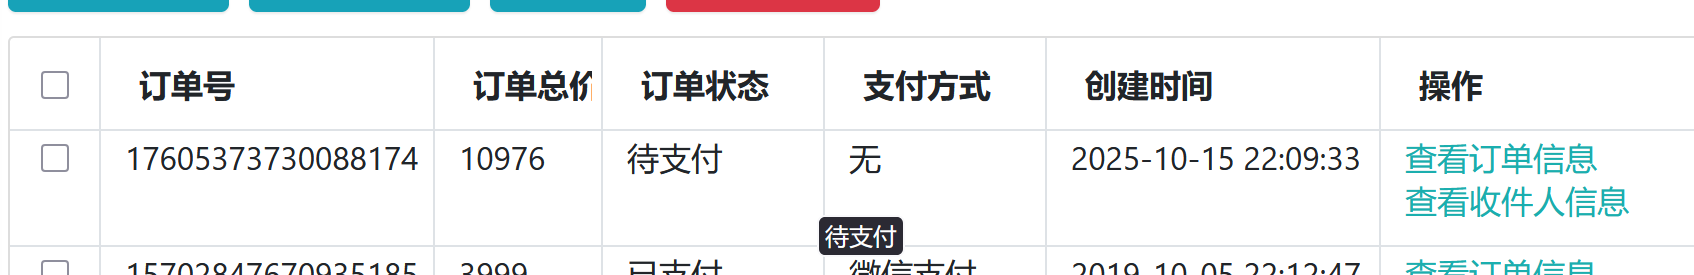 订单号 订单总价 订单状态 支付方式 创建时间 操作
17605373730088174 10976 待支付 无 2025-10-15 22:09:33 查看订单信息
查看收件人信息
待支付
15702847670935185 3999 已支付 微信支付 2019-10-05 22:12:47 查看订单信息